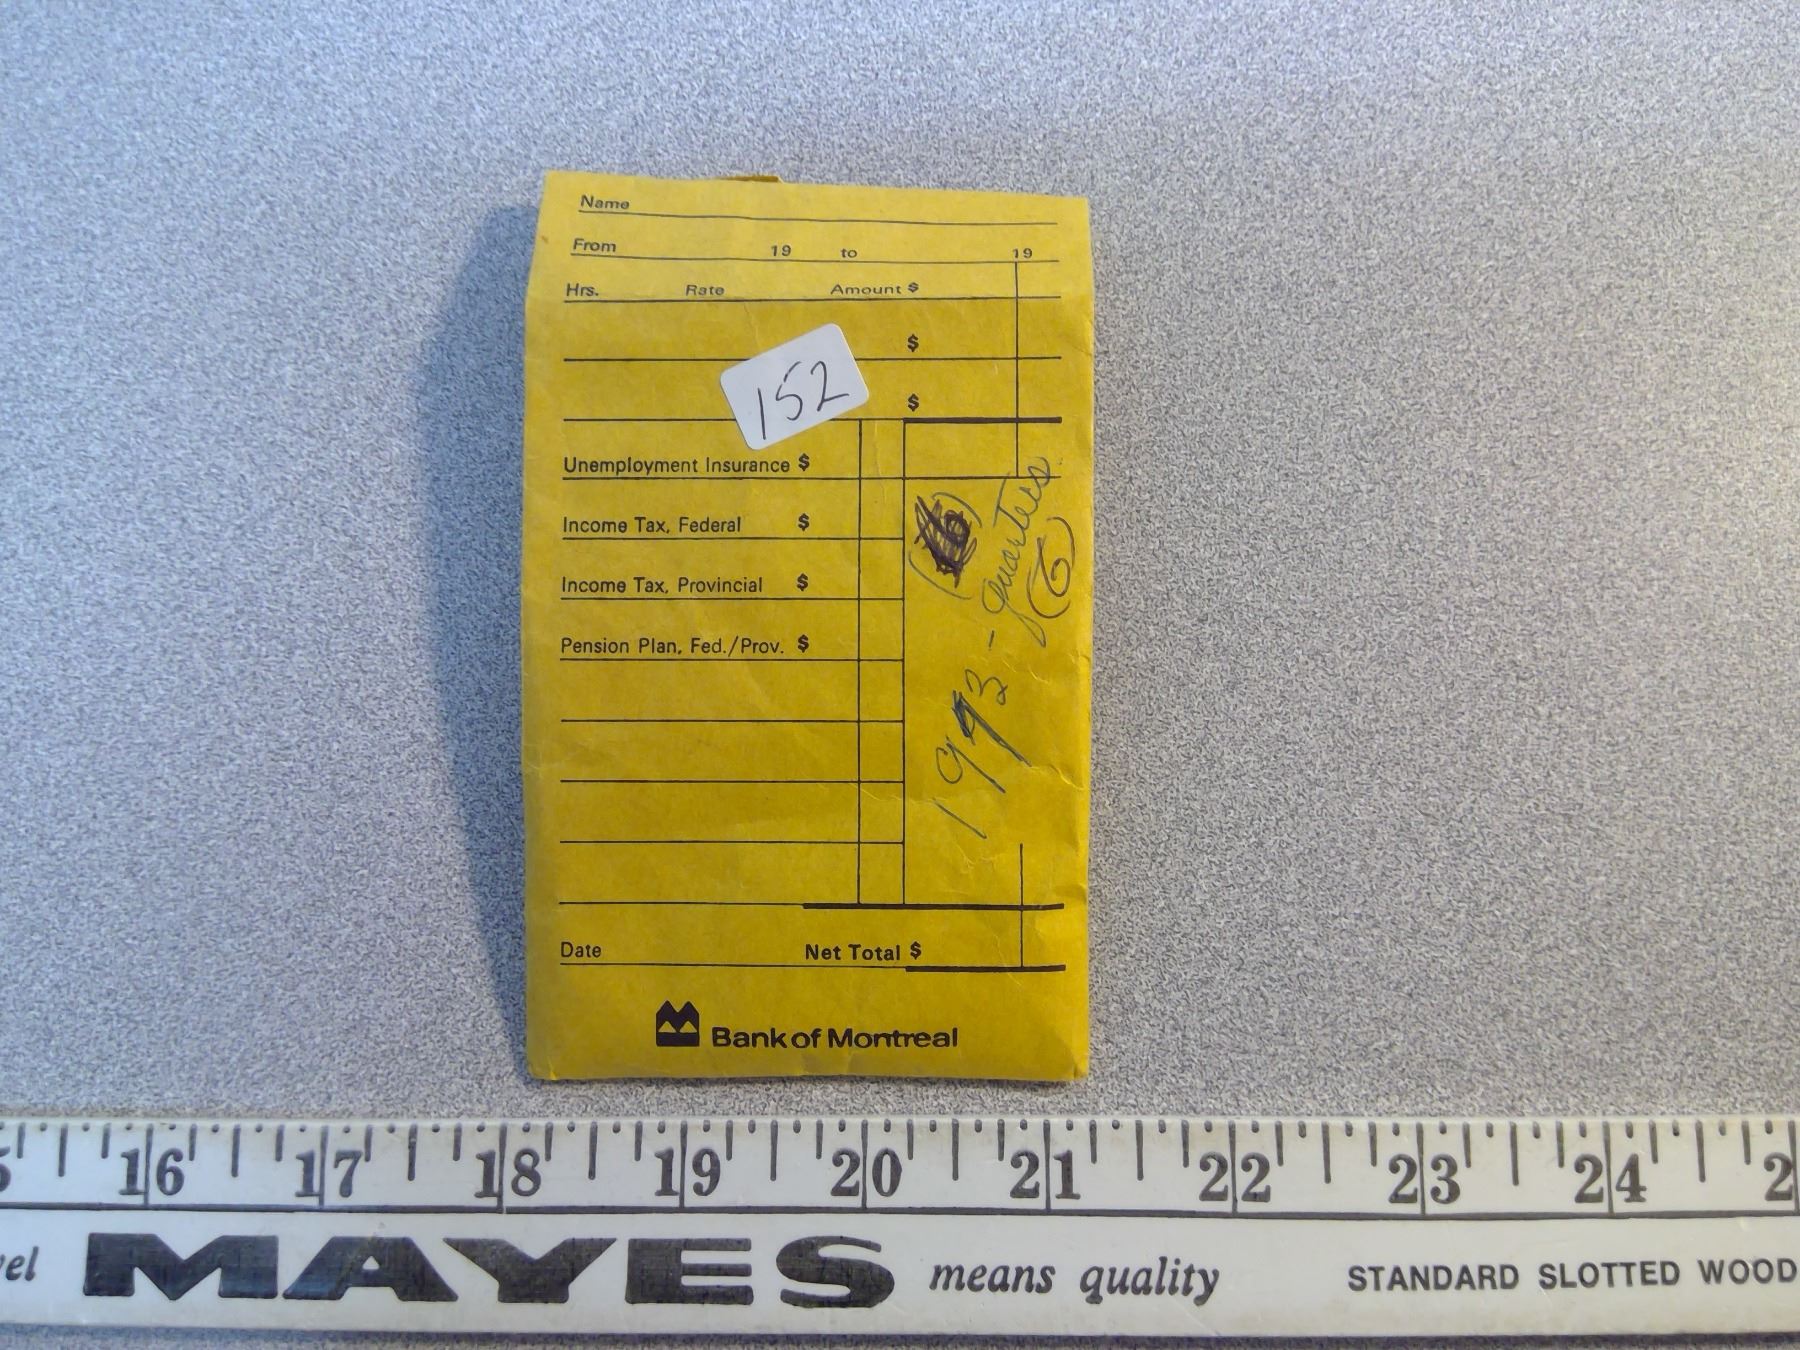 Name
From 19 to 19
Hrs. Rate Amount $
$
152
$
Unemployment Insurance $
Income Tax, Federal $
Income Tax, Provincial $
Pension Plan, Fed./Prov. $
1993 - quarters
(6)
Date Net Total $
Bank of Montreal
16 17 18 19 20 21 22 23 24
MAYES means quality STANDARD SLOTTED WOOD